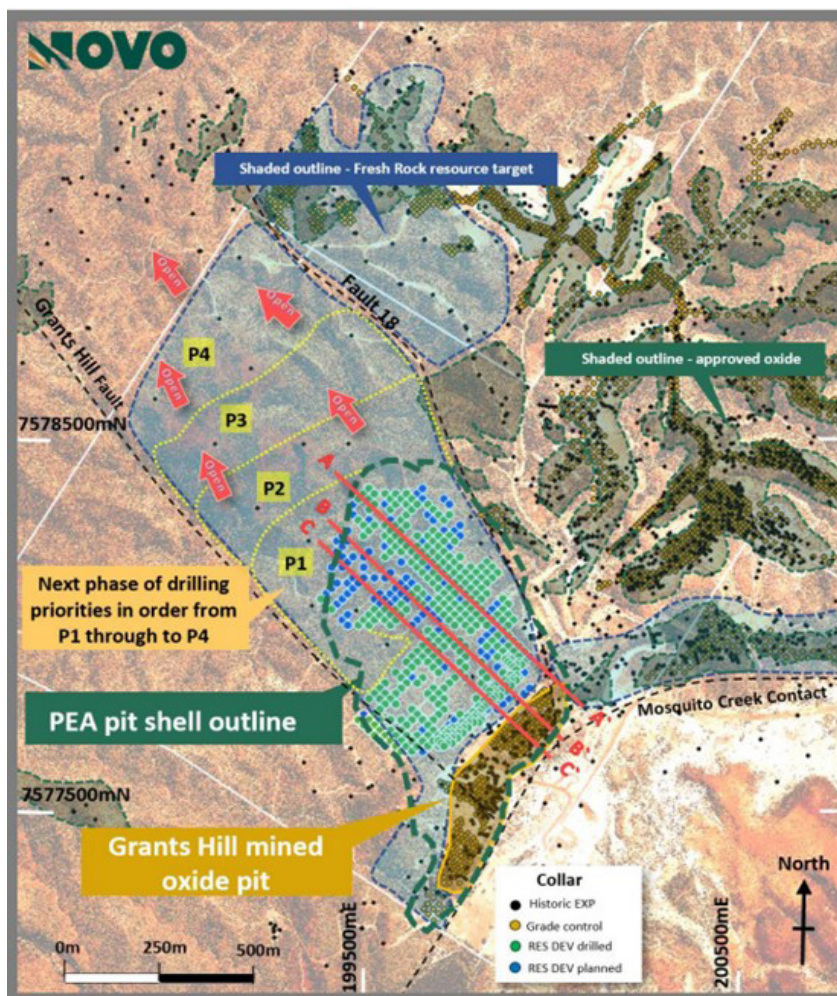 NOVO
Shaded outline - Fresh Rock resource target
Open
Open
Fault 18
Grants Hill Fault
P4
Open
Open
Shaded outline - approved oxide
7578500mN
P3
Open
A
P2
B
C
P1
Next phase of drilling
priorities in order from
P1 through to P4
PEA pit shell outline
A`
Mosquito Creek Contact
B`
C`
7577500mN
Grants Hill mined
oxide pit
Collar
Historic EXP
Grade control
RES DEV drilled
RES DEV planned
North
0m
250m
500m
199500mE
200500mE